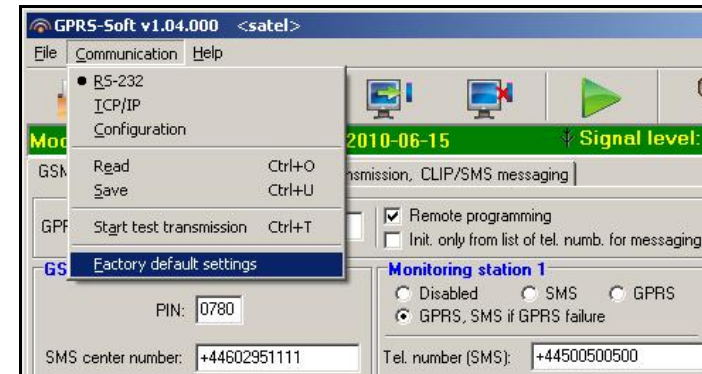 GPRS-Soft v1.04.000 <satel>
File Communication Help
RS-232
TCP/IP
Configuration
Read Ctrl+O
Save Ctrl+U
Start test transmission Ctrl+T
Factory default settings
2010-06-15 Signal level:
CLIP/SMS messaging
Remote programming
Init. only from list of tel. numb. for messaging
Monitoring station 1
Disabled SMS GPRS
GPRS, SMS if GPRS failure
PIN: 0780
SMS center number: +44602951111 Tel. number (SMS): +44500500500